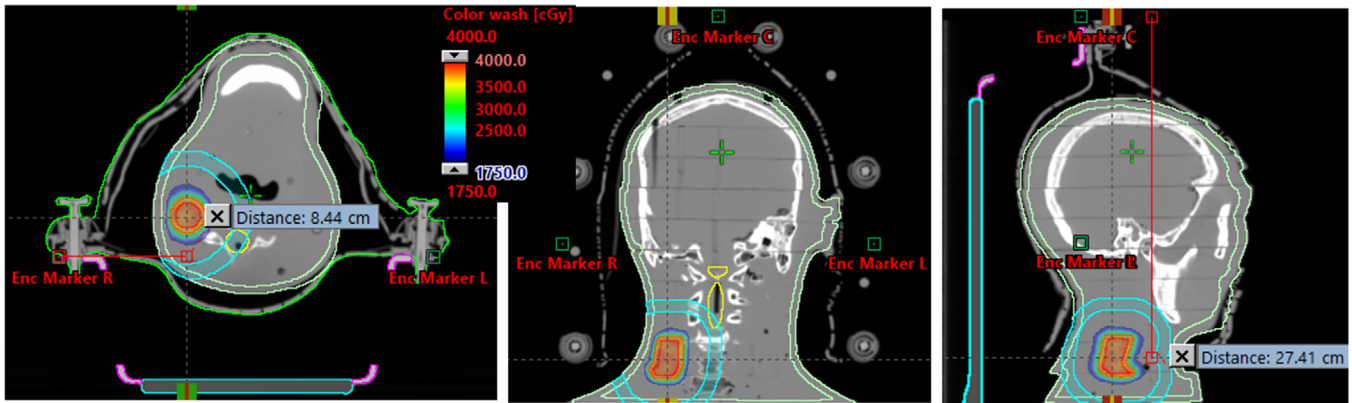 Color wash [cGy]
4000.0
4000.0
3500.0
3000.0
2500.0
1750.0
1750.0
Distance: 8.44 cm
Enc Marker R
Enc Marker L
Enc Marker C
Enc Marker R
Enc Marker L
Enc Marker C
Distance: 27.41 cm